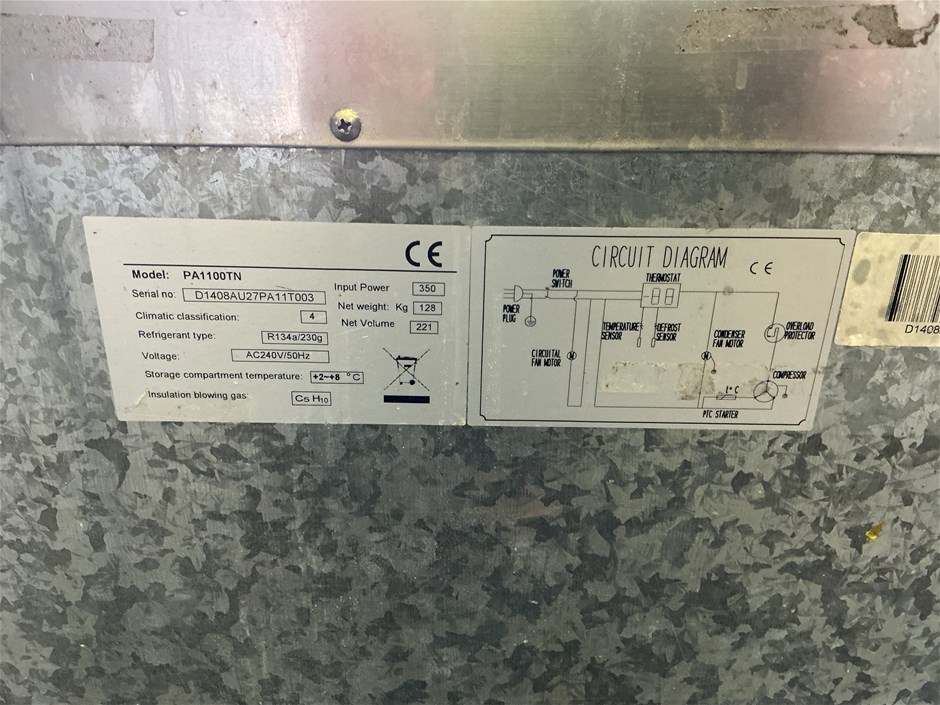 CE
Model: PA1100TN
Serial no: D1408AU27PA11T003
Climatic classification: 4
Refrigerant type: R134a/230g
Voltage: AC240V/50Hz
Storage compartment temperature: +2~+8 °C
Insulation blowing gas: C5 H10
Input Power 350
Net weight: Kg 128
Net Volume 221
CIRCUIT DIAGRAM CE
POWER
SWITCH
THERMOSTAT
POWER
PLUG
TEMPERATURE
SENSOR
DEFROST
SENSOR
CIRCUITAL
FAN MOTOR
M
CONDENSER
FAN MOTOR
M
OVERLOAD
PROTECTOR
COMPRESSOR
t° C
PTC STARTER
D1408